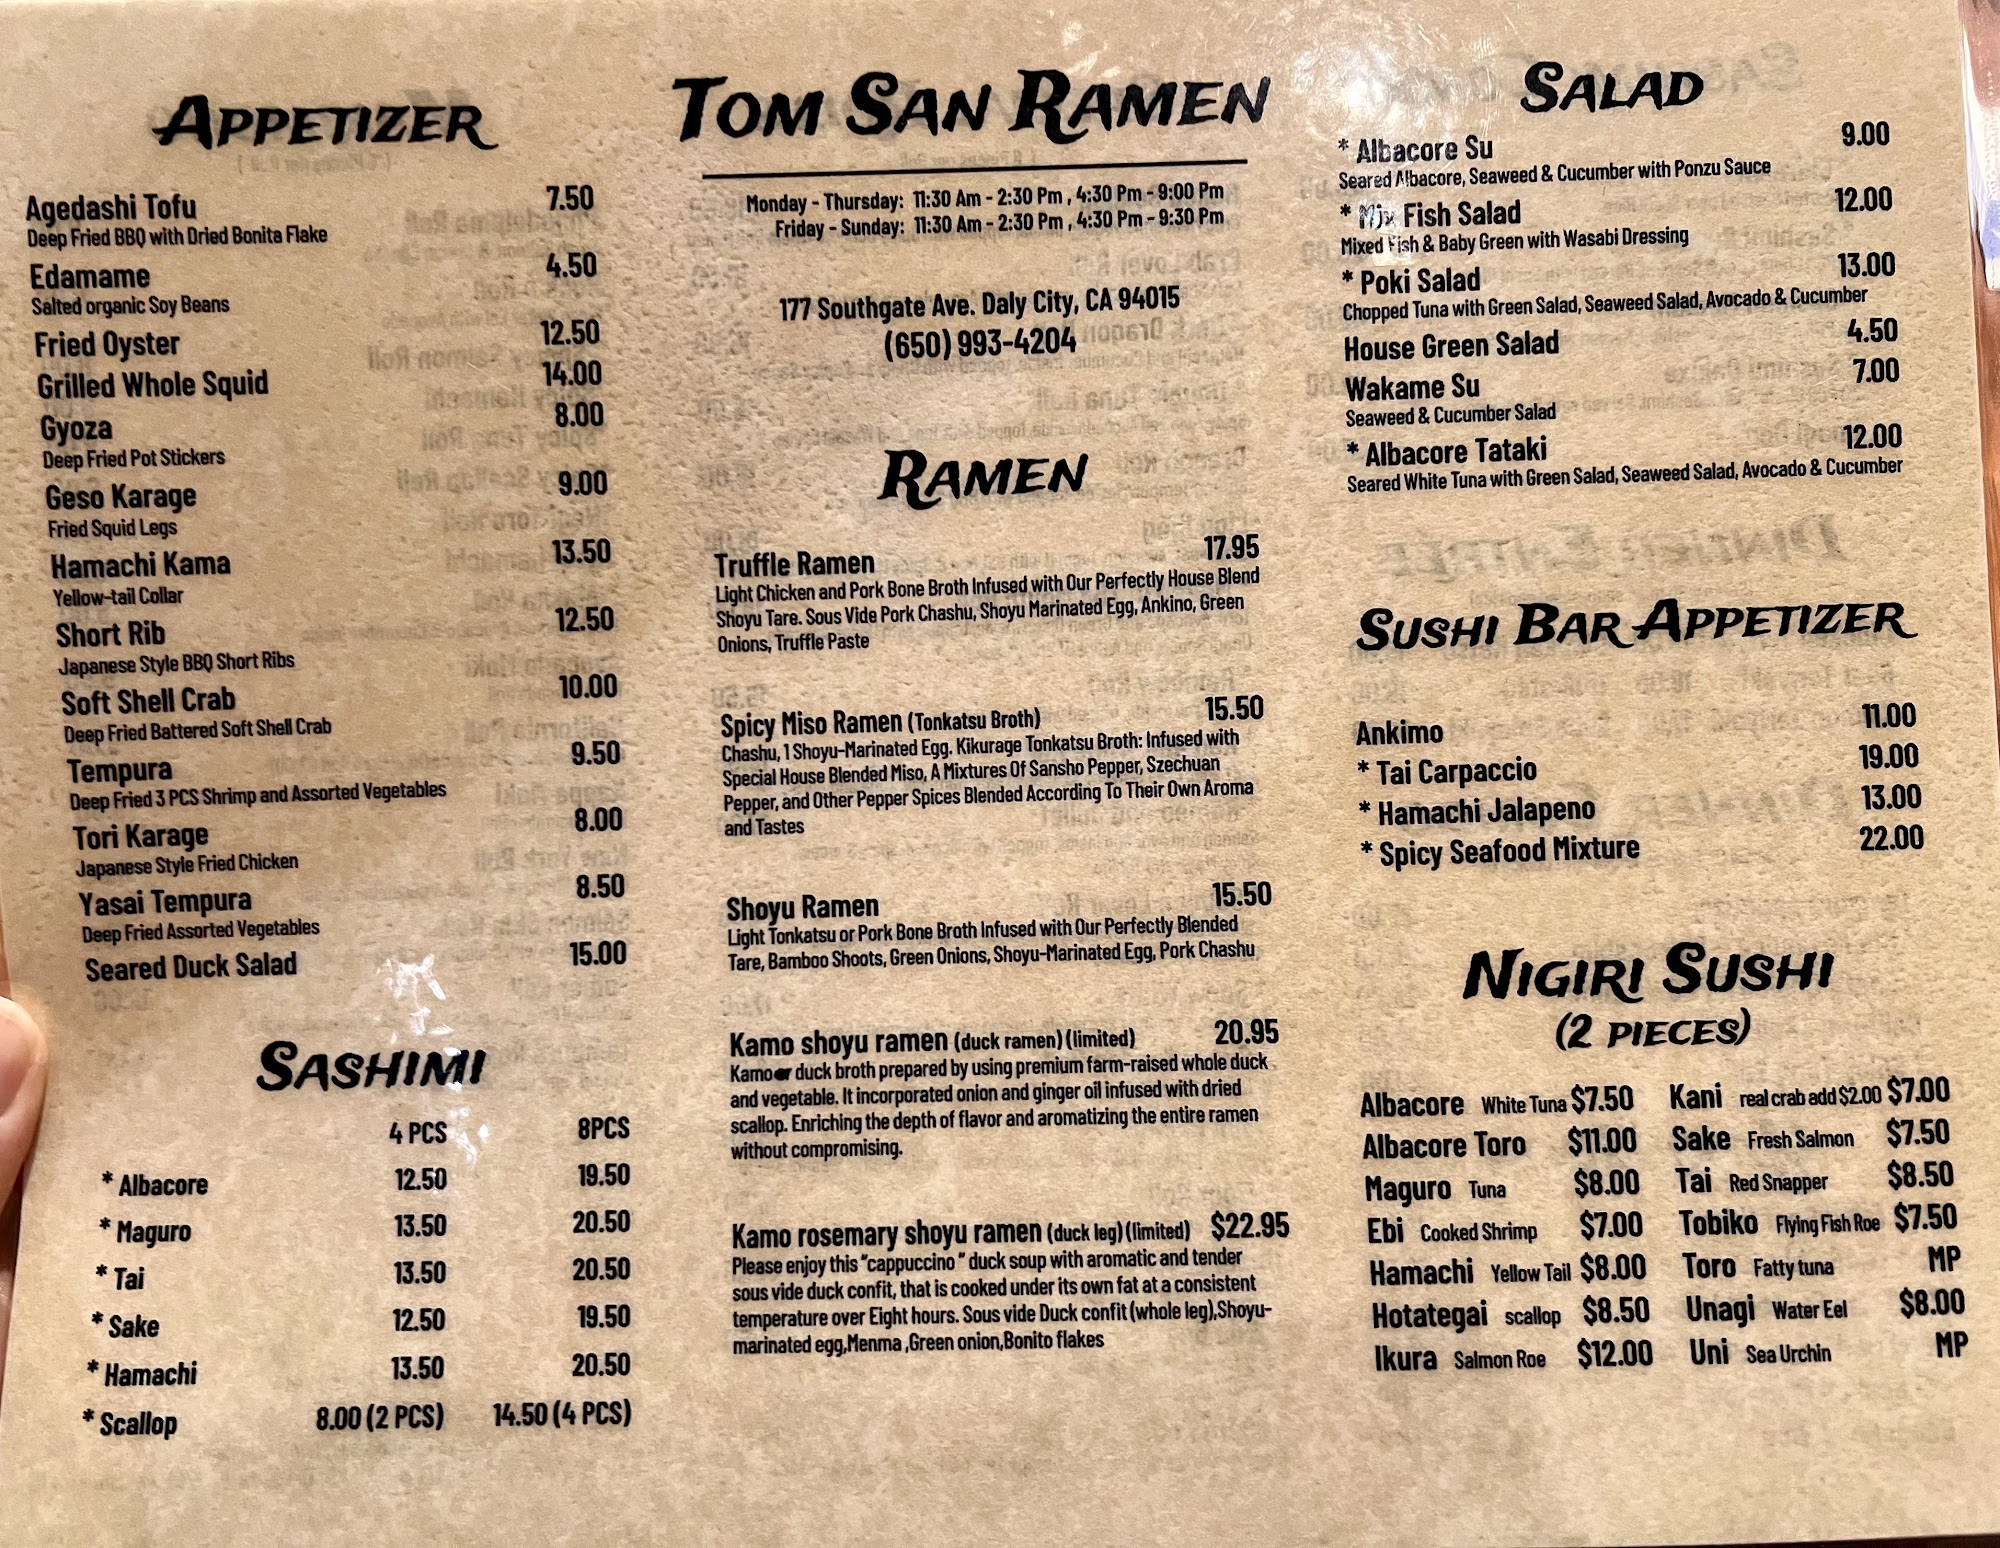 APPETIZER
Agedashi Tofu 7.50
Deep Fried BBQ with Dried Bonita Flake
Edamame 4.50
Salted organic Soy Beans
Fried Oyster 12.50
Grilled Whole Squid 14.00
Gyoza 8.00
Deep Fried Pot Stickers
Geso Karage 9.00
Fried Squid Legs
Hamachi Kama 13.50
Yellow-tail Collar
Short Rib 12.50
Japanese Style BBQ Short Ribs
Soft Shell Crab 10.00
Deep Fried Battered Soft Shell Crab
Tempura 9.50
Deep Fried 3 PCS Shrimp and Assorted Vegetables
Tori Karage 8.00
Japanese Style Fried Chicken
Yasai Tempura 8.50
Deep Fried Assorted Vegetables
Seared Duck Salad 15.00
SASHIMI
4 PCS 8PCS
* Albacore 12.50 19.50
* Maguro 13.50 20.50
* Tai 13.50 20.50
* Sake 12.50 19.50
* Hamachi 13.50 20.50
* Scallop 8.00 (2 PCS) 14.50 (4 PCS)
TOM SAN RAMEN
Monday - Thursday: 11:30 Am - 2:30 Pm , 4:30 Pm - 9:00 Pm
Friday - Sunday: 11:30 Am - 2:30 Pm , 4:30 Pm - 9:30 Pm
177 Southgate Ave. Daly City, CA 94015
(650) 993-4204
RAMEN
Truffle Ramen 17.95
Light Chicken and Pork Bone Broth Infused with Our Perfectly House Blend
Shoyu Tare. Sous Vide Pork Chashu, Shoyu Marinated Egg, Ankino, Green
Onions, Truffle Paste
Spicy Miso Ramen (Tonkatsu Broth) 15.50
Chashu, 1 Shoyu-Marinated Egg. Kikurage Tonkatsu Broth: Infused with
Special House Blended Miso, A Mixtures Of Sansho Pepper, Szechuan
Pepper, and Other Pepper Spices Blended According To Their Own Aroma
and Tastes
Shoyu Ramen 15.50
Light Tonkatsu or Pork Bone Broth Infused with Our Perfectly Blended
Tare, Bamboo Shoots, Green Onions, Shoyu-Marinated Egg, Pork Chashu
Kamo shoyu ramen (duck ramen) (limited) 20.95
Kamo or duck broth prepared by using premium farm-raised whole duck
and vegetable. It incorporated onion and ginger oil infused with dried
scallop. Enriching the depth of flavor and aromatizing the entire ramen
without compromising.
Kamo rosemary shoyu ramen (duck leg) (limited) $22.95
Please enjoy this "cappuccino " duck soup with aromatic and tender
sous vide duck confit, that is cooked under its own fat at a consistent
temperature over Eight hours. Sous vide Duck confit (whole leg),Shoyu-
marinated egg,Menma ,Green onion,Bonito flakes
SALAD
* Albacore Su 9.00
Seared Albacore, Seaweed & Cucumber with Ponzu Sauce
* Mix Fish Salad 12.00
Mixed Fish & Baby Green with Wasabi Dressing
* Poki Salad 13.00
Chopped Tuna with Green Salad, Seaweed Salad, Avocado & Cucumber
House Green Salad 4.50
Wakame Su 7.00
Seaweed & Cucumber Salad
* Albacore Tataki 12.00
Seared White Tuna with Green Salad, Seaweed Salad, Avocado & Cucumber
SUSHI BAR APPETIZER
Ankimo 11.00
* Tai Carpaccio 19.00
* Hamachi Jalapeno 13.00
* Spicy Seafood Mixture 22.00
NIGIRI SUSHI
(2 PIECES)
Albacore White Tuna $7.50 Kani real crab add $2.00 $7.00
Albacore Toro $11.00 Sake Fresh Salmon $7.50
Maguro Tuna $8.00 Tai Red Snapper $8.50
Ebi Cooked Shrimp $7.00 Tobiko Flying Fish Roe $7.50
Hamachi Yellow Tail $8.00 Toro Fatty tuna MP
Hotategai scallop $8.50 Unagi Water Eel $8.00
Ikura Salmon Roe $12.00 Uni Sea Urchin MP